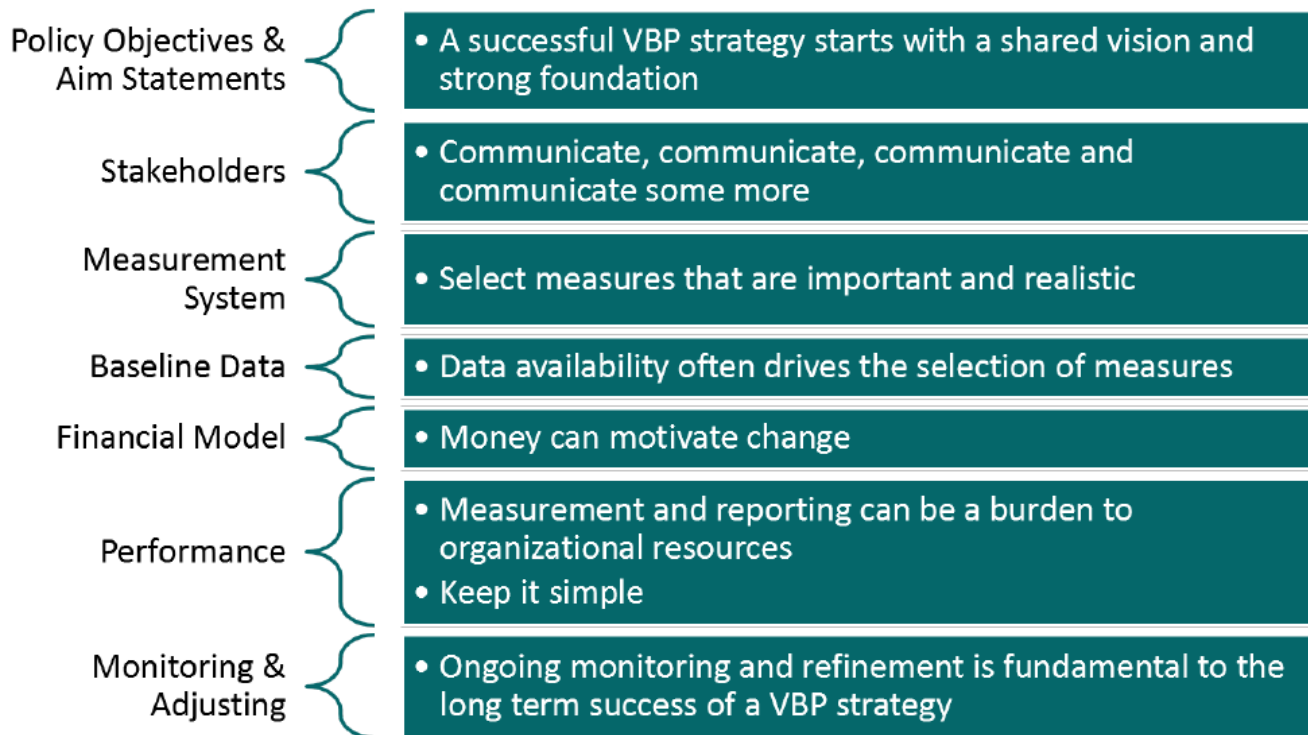 Policy Objectives &
Aim Statements
• A successful VBP strategy starts with a shared vision and
strong foundation
Stakeholders
• Communicate, communicate, communicate and
communicate some more
Measurement
System
• Select measures that are important and realistic
Baseline Data
• Data availability often drives the selection of measures
Financial Model
• Money can motivate change
Performance
• Measurement and reporting can be a burden to
organizational resources
• Keep it simple
Monitoring &
Adjusting
• Ongoing monitoring and refinement is fundamental to the
long term success of a VBP strategy